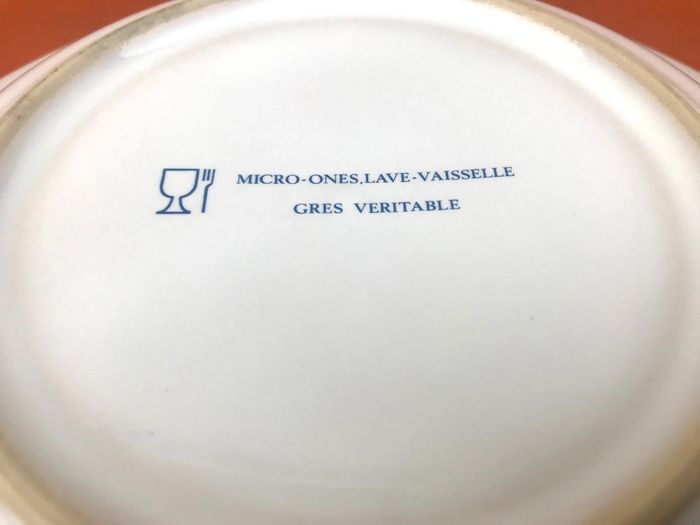 MICRO-ONES,LAVE-VAISSELLE
GRES VERITABLE